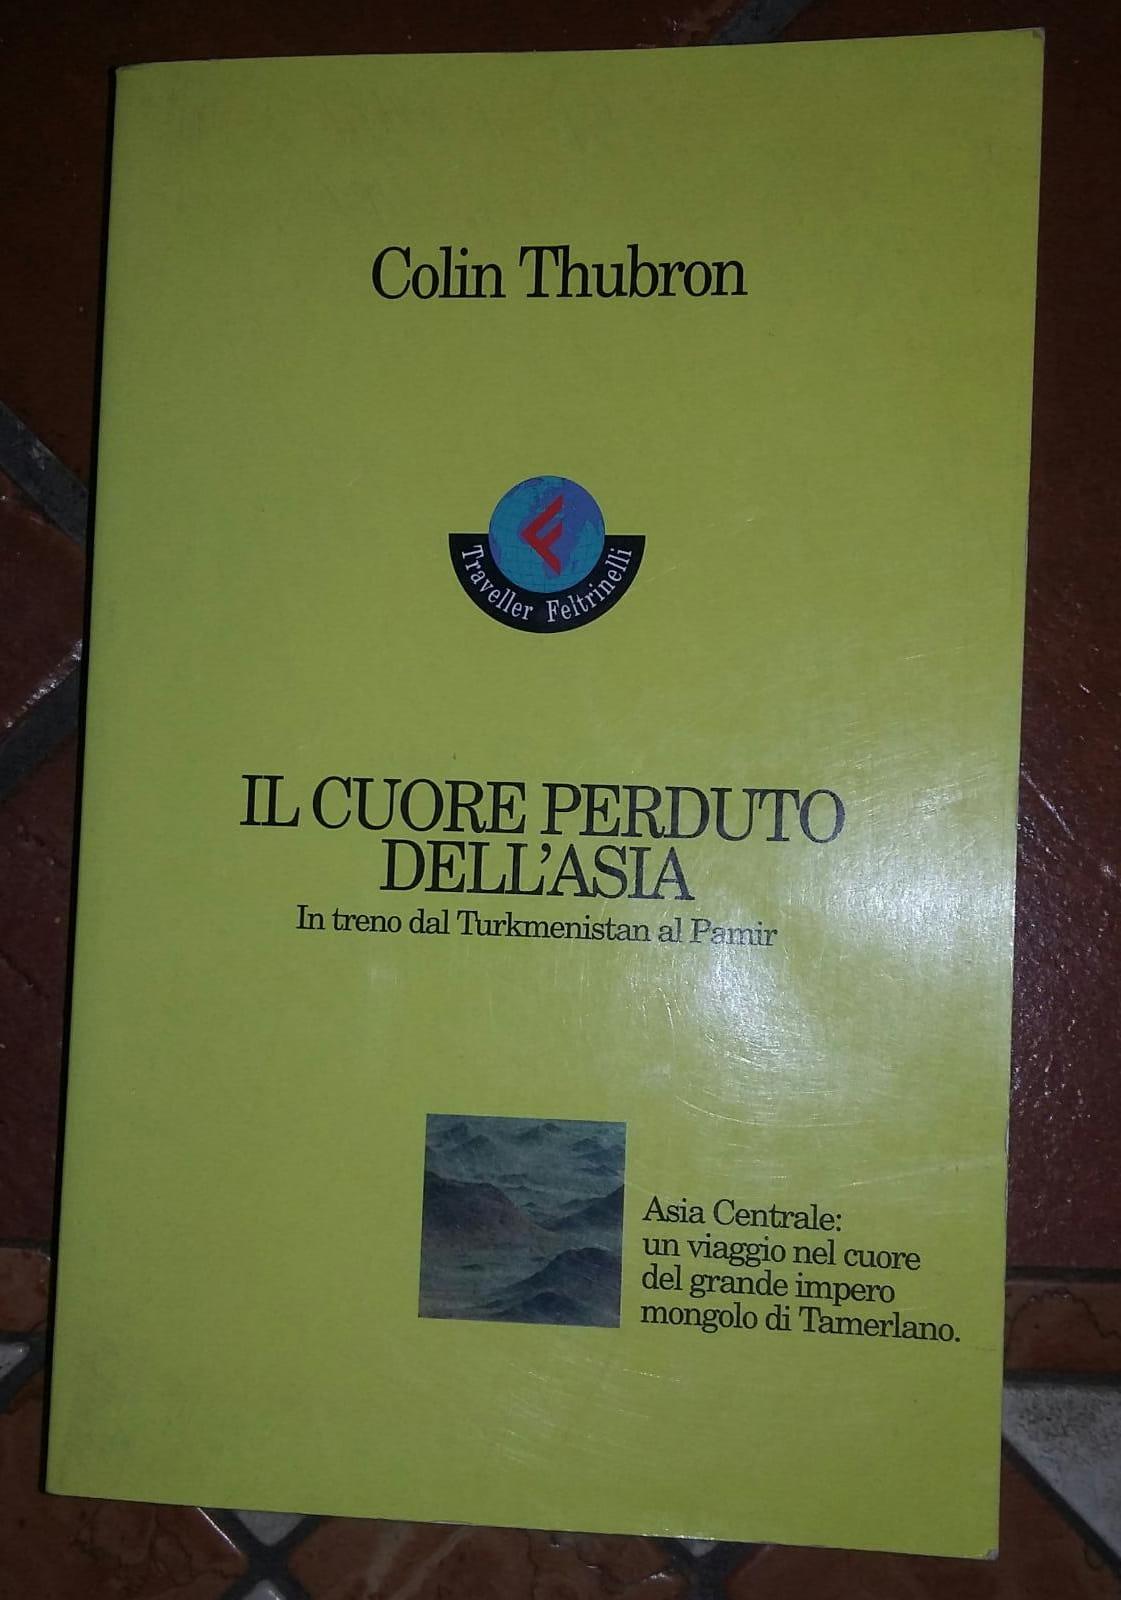 Colin Thubron
Traveller Feltrinelli
IL CUORE PERDUTO
DELL'ASIA
In treno dal Turkmenistan al Pamir
Asia Centrale:
un viaggio nel cuore
del grande impero
mongolo di Tamerlano.